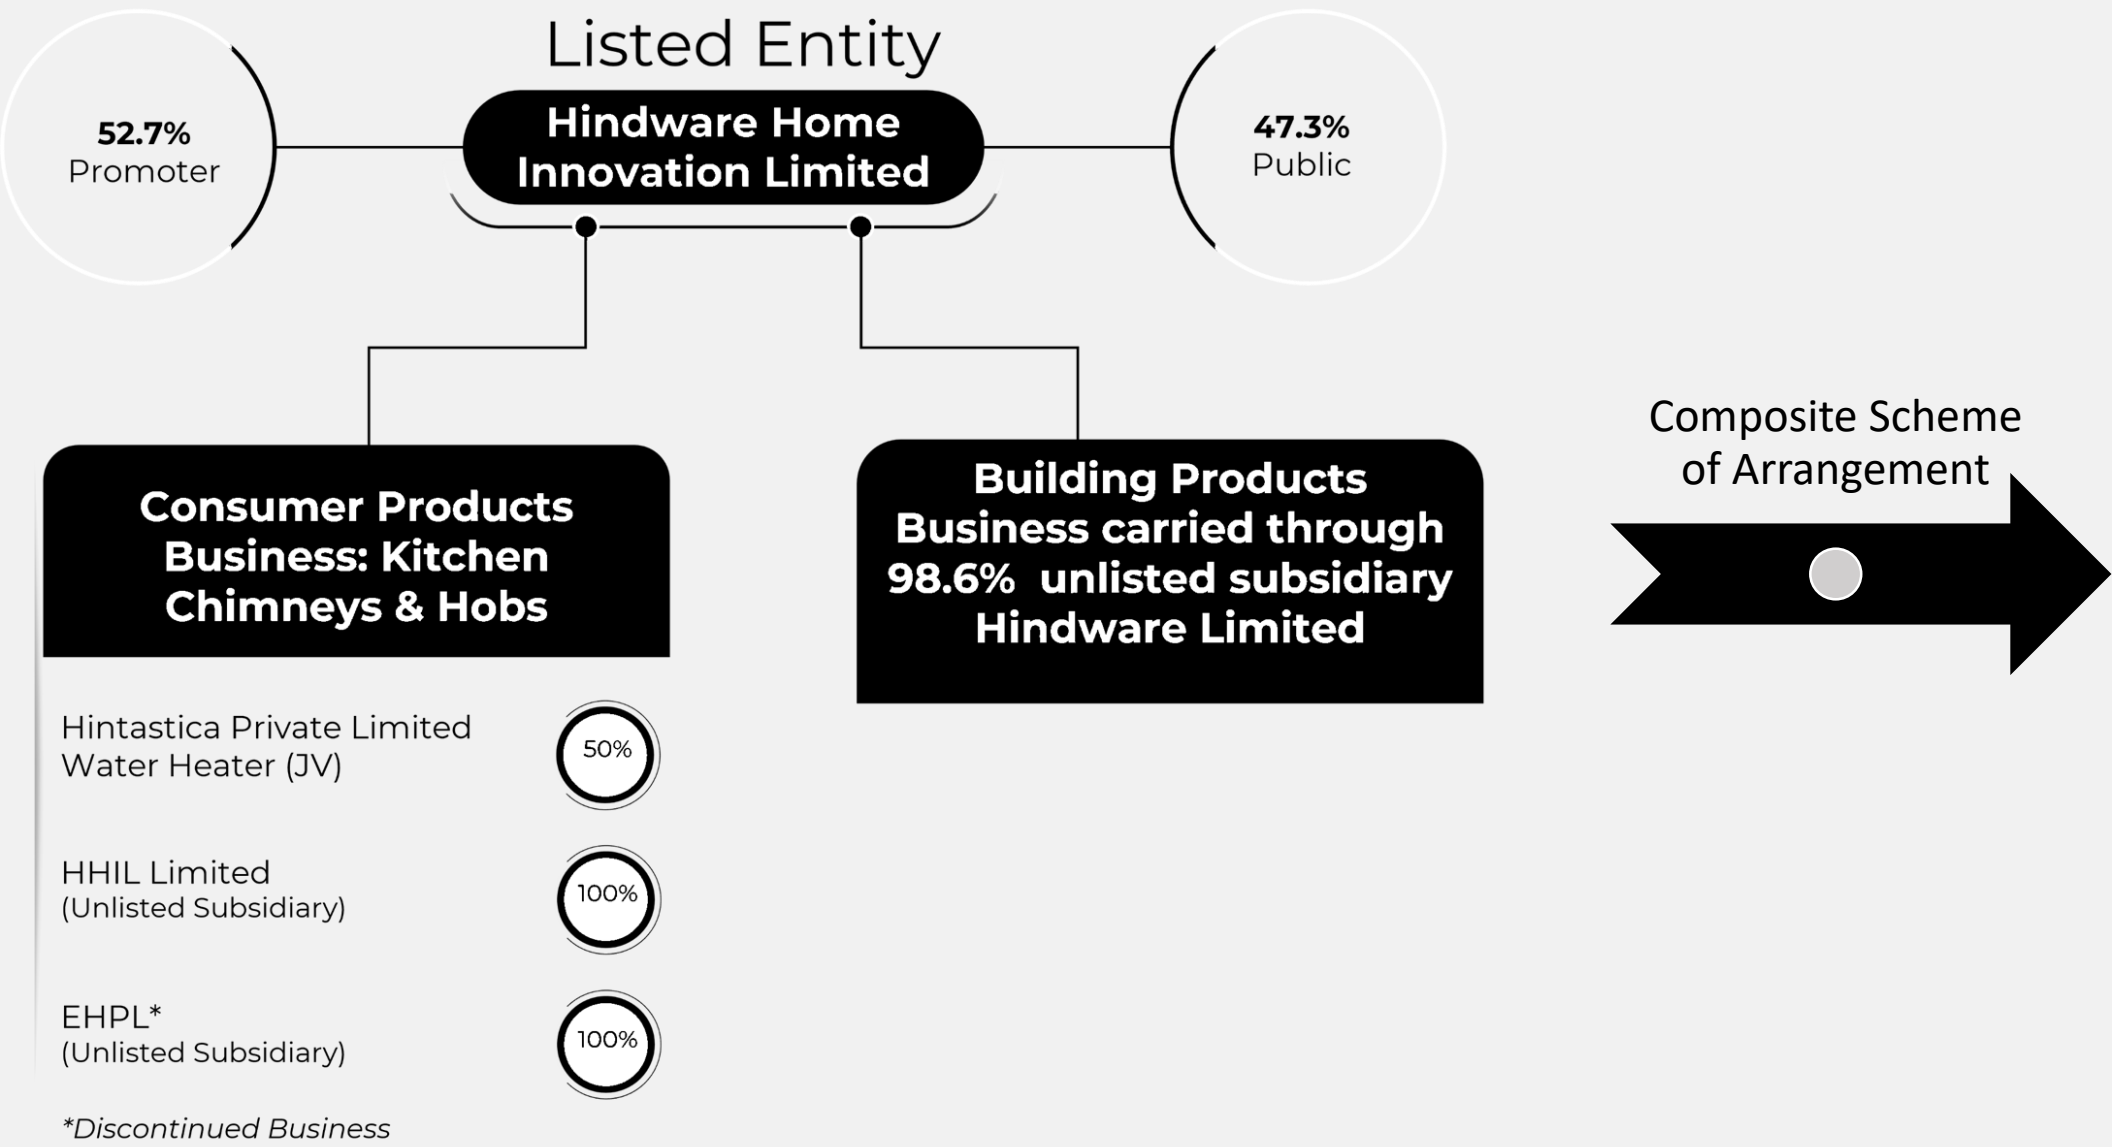 Listed Entity
52.7%
Promoter
Hindware Home
Innovation Limited
47.3%
Public
Consumer Products
Business: Kitchen
Chimneys & Hobs
Building Products
Business carried through
98.6% unlisted subsidiary
Hindware Limited
Composite Scheme
of Arrangement
Hintastica Private Limited
Water Heater (JV)
50%
HHIL Limited
(Unlisted Subsidiary)
100%
EHPL*
(Unlisted Subsidiary)
100%
*Discontinued Business